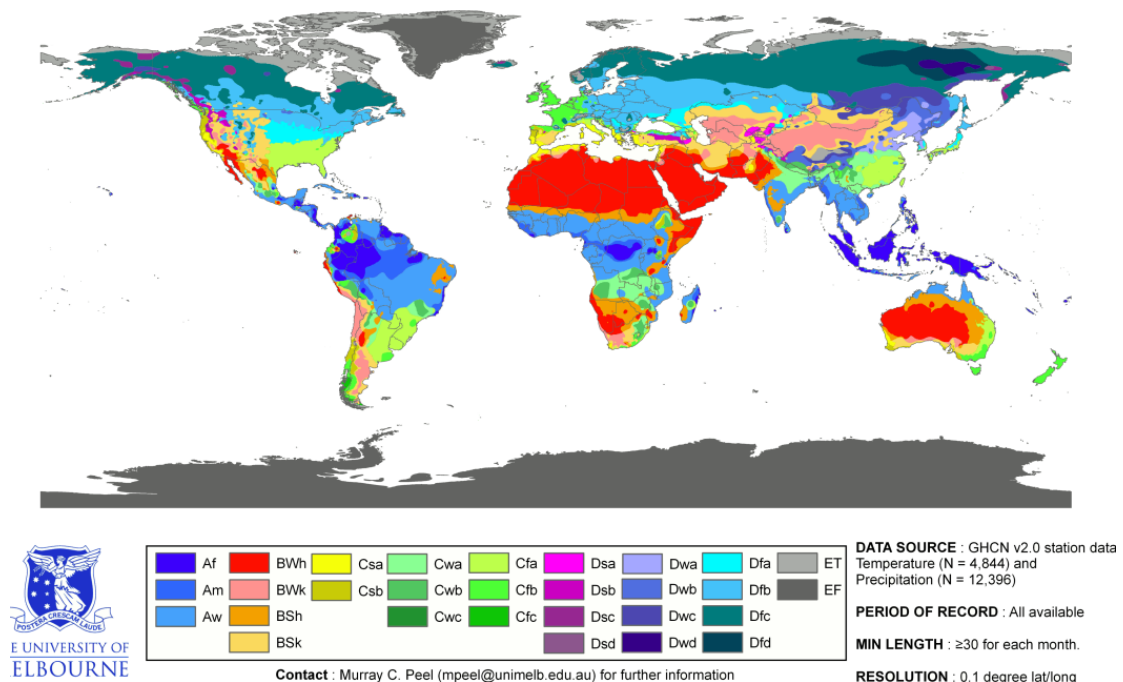 Af
Am
Aw
BWh
BWk
BSh
BSk
Csa
Csb
Cwa
Cwb
Cwc
Cfa
Cfb
Cfc
Dsa
Dsb
Dsc
Dsd
Dwa
Dwb
Dwc
Dwd
Dfa
Dfb
Dfc
Dfd
ET
EF
POSTERA CRESCAM LAUDE
E UNIVERSITY OF
ELBOURNE
Contact : Murray C. Peel (mpeel@unimelb.edu.au) for further information
DATA SOURCE : GHCN v2.0 station data
Temperature (N = 4,844) and
Precipitation (N = 12,396)
PERIOD OF RECORD : All available
MIN LENGTH : ≥30 for each month.
RESOLUTION : 0.1 degree lat/long